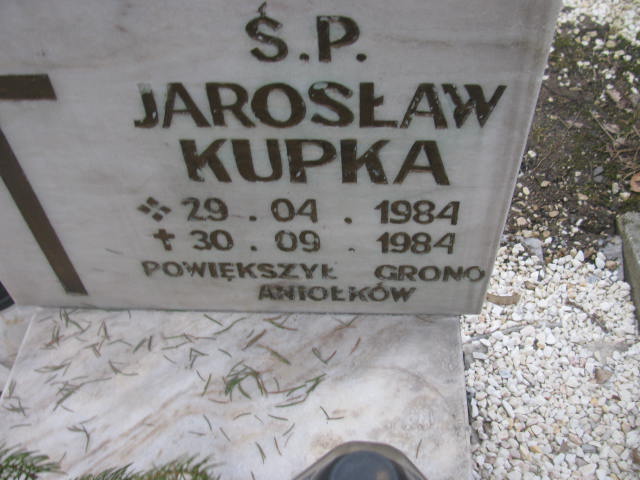 Ś.P.
JAROSŁAW
KUPKA
29 . 04 . 1984
30 . 09 . 1984
POWIĘKSZYŁ GRONO
ANIOŁKÓW